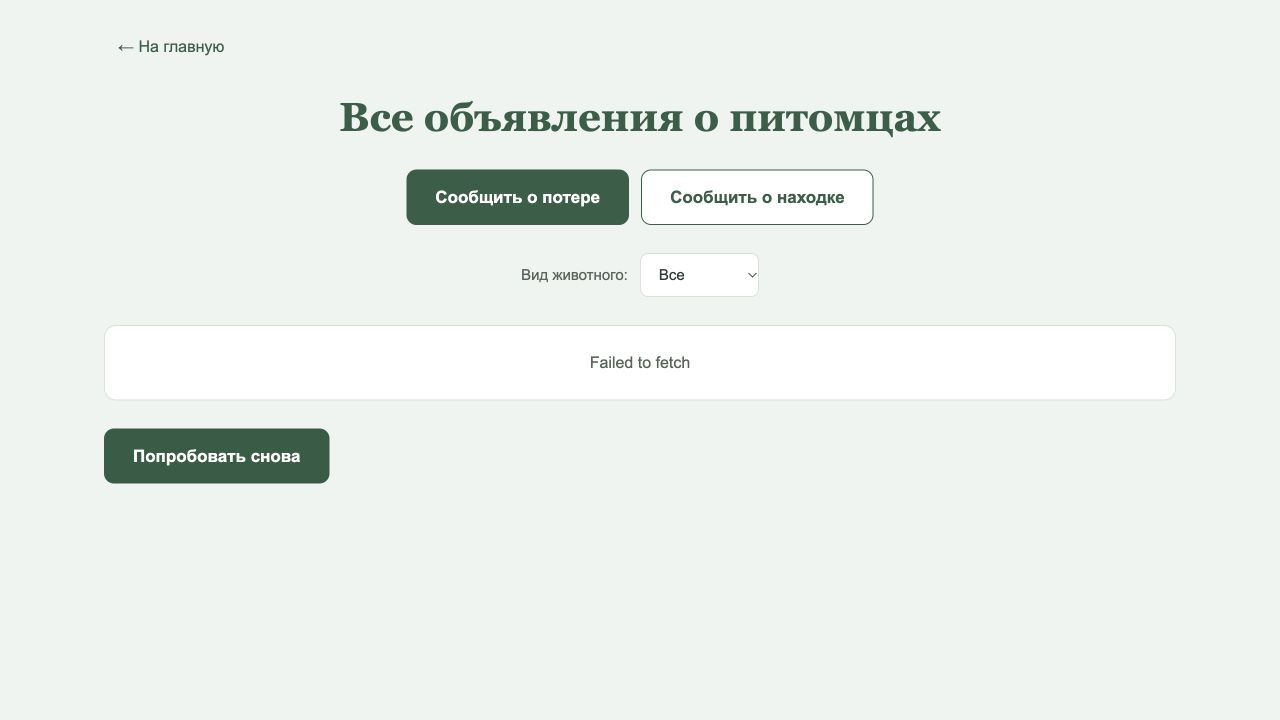 ← На главную
Все объявления о питомцах
Сообщить о потере
Сообщить о находке
Вид животного:
Все
Failed to fetch
Попробовать снова